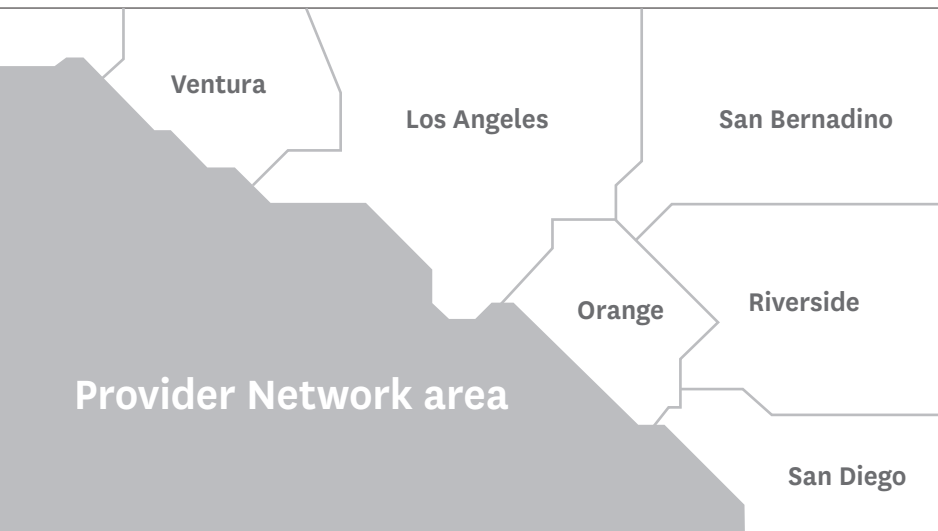 Ventura
Los Angeles
San Bernadino
Orange
Riverside
Provider Network area
San Diego